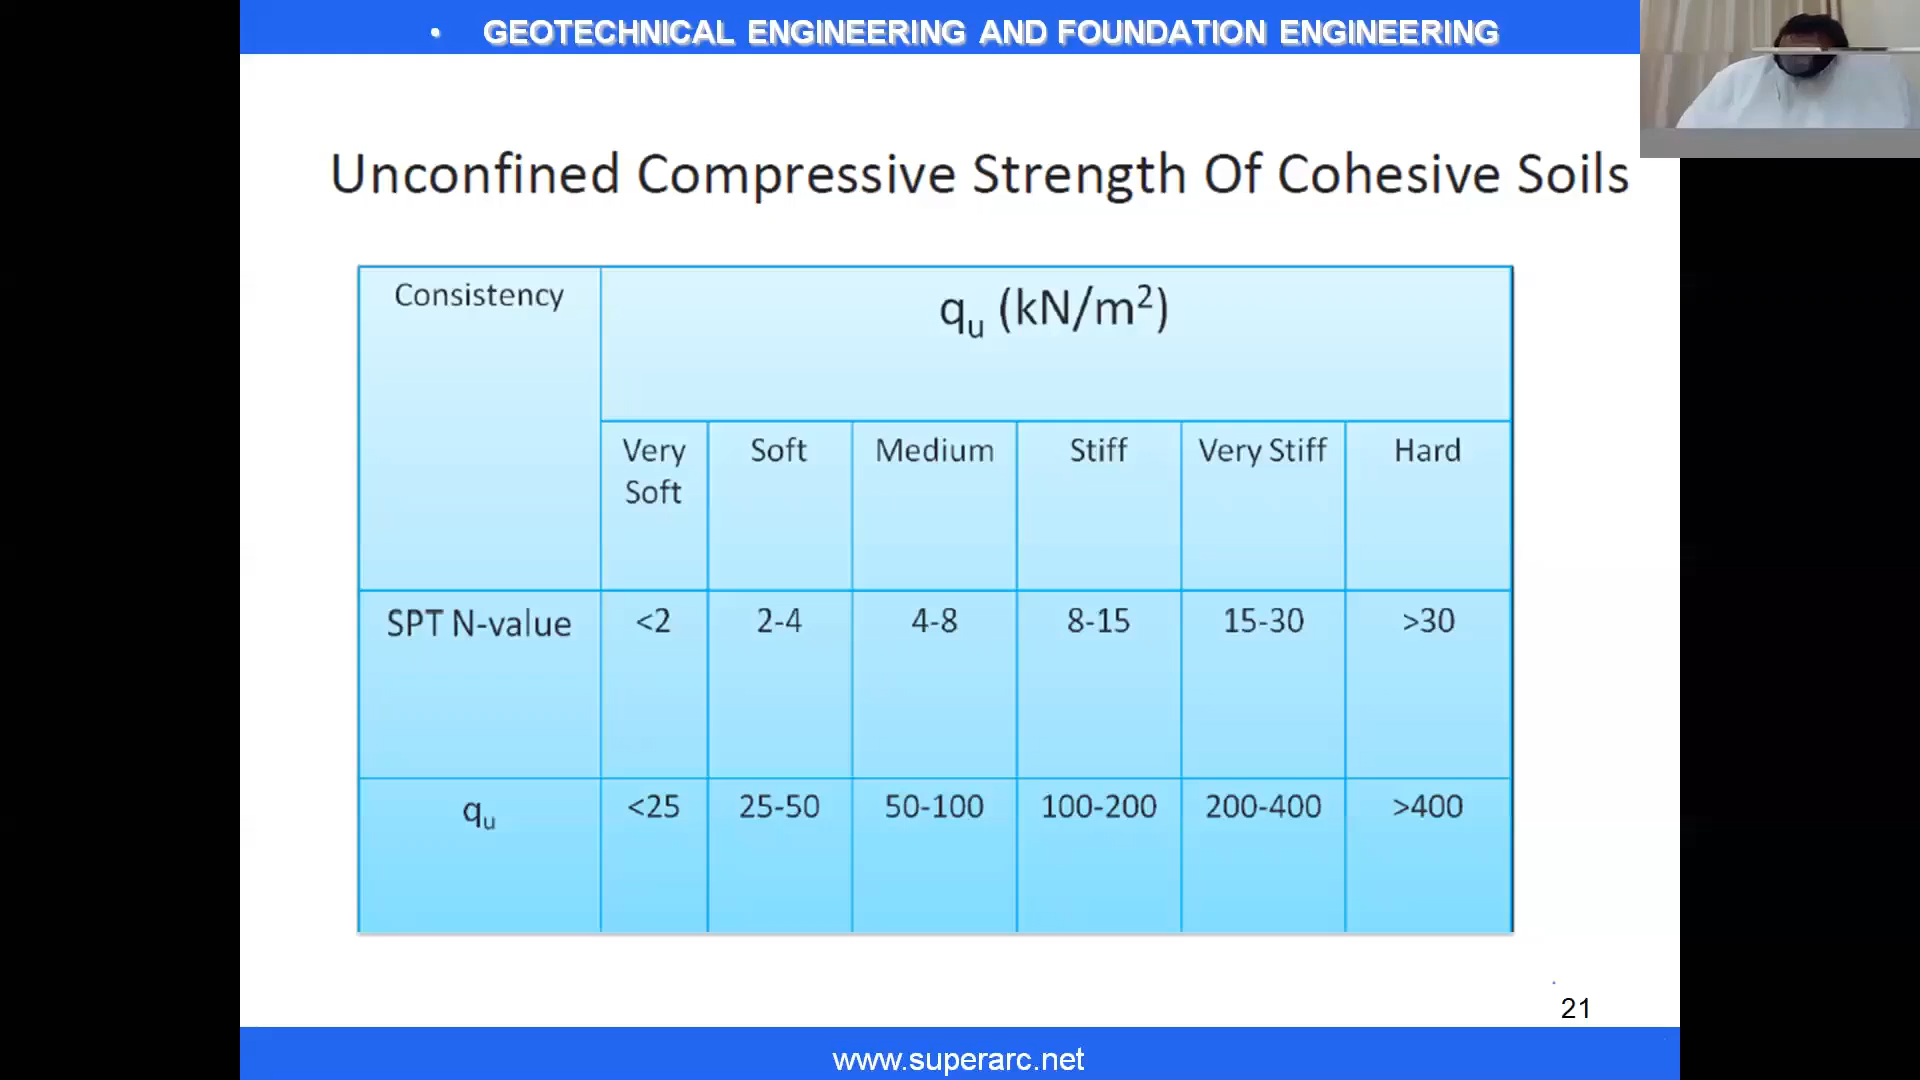 • GEOTECHNICAL ENGINEERING AND FOUNDATION ENGINEERING
Unconfined Compressive Strength Of Cohesive Soils
Consistency
qu (kN/m²)
Very Soft
Soft
Medium
Stiff
Very Stiff
Hard
SPT N-value
<2
2-4
4-8
8-15
15-30
>30
qu
<25
25-50
50-100
100-200
200-400
>400
21
www.superarc.net